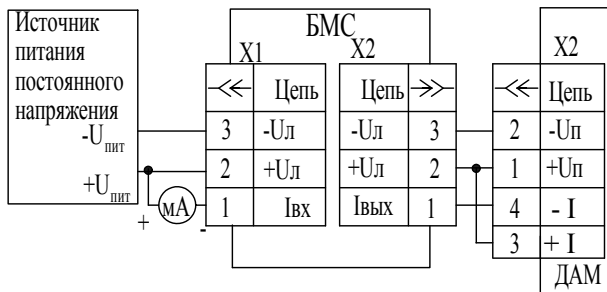 Источник
питания
постоянного
напряжения
-Uпит
+Uпит
+ мА -
БМС
X1 X2
Цепь Цепь
3 -Uл -Uл 3
2 +Uл +Uл 2
1 Iвх Iвых 1
X2
Цепь
2 -Uп
1 +Uп
4 - I
3 + I
ДАМ